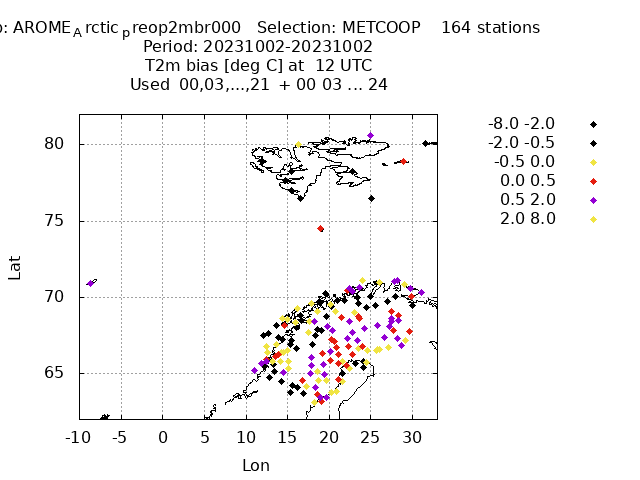 p: AROME_Arctic_preop2mbr000 Selection: METCOOP 164 stations
Period: 20231002-20231002
T2m bias [deg C] at 12 UTC
Used 00,03,...,21 + 00 03 ... 24
-8.0 -2.0
-2.0 -0.5
-0.5 0.0
0.0 0.5
0.5 2.0
2.0 8.0
80
75
70
65
Lat
-10 -5 0 5 10 15 20 25 30
Lon